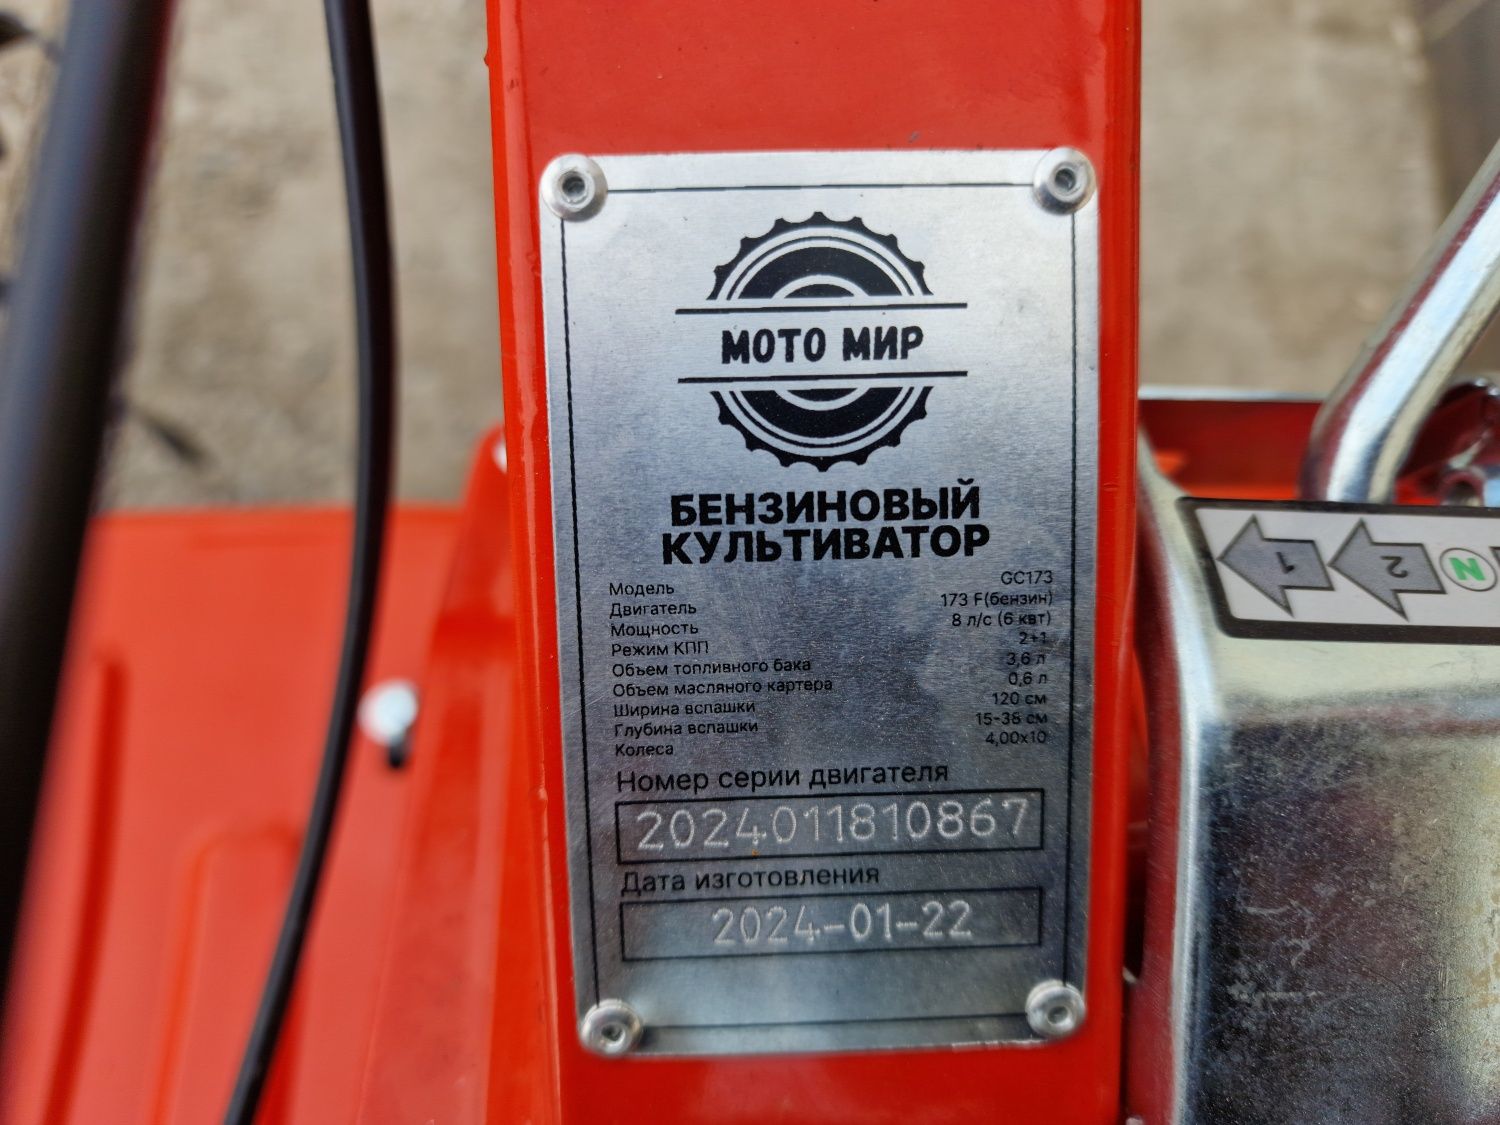 МОТО МИР
БЕНЗИНОВЫЙ
КУЛЬТИВАТОР
Модель GC173
Двигатель 173 F(бензин)
Мощность 8 л/с (6 квт)
Режим КПП 2+1
Объем топливного бака 3,6 л
Объем масляного картера 0,6 л
Ширина вспашки 120 см
Глубина вспашки 15-38 см
Колеса 4,00x10
Номер серии двигателя
2024011810867
Дата изготовления
2024-01-22
1 2 N